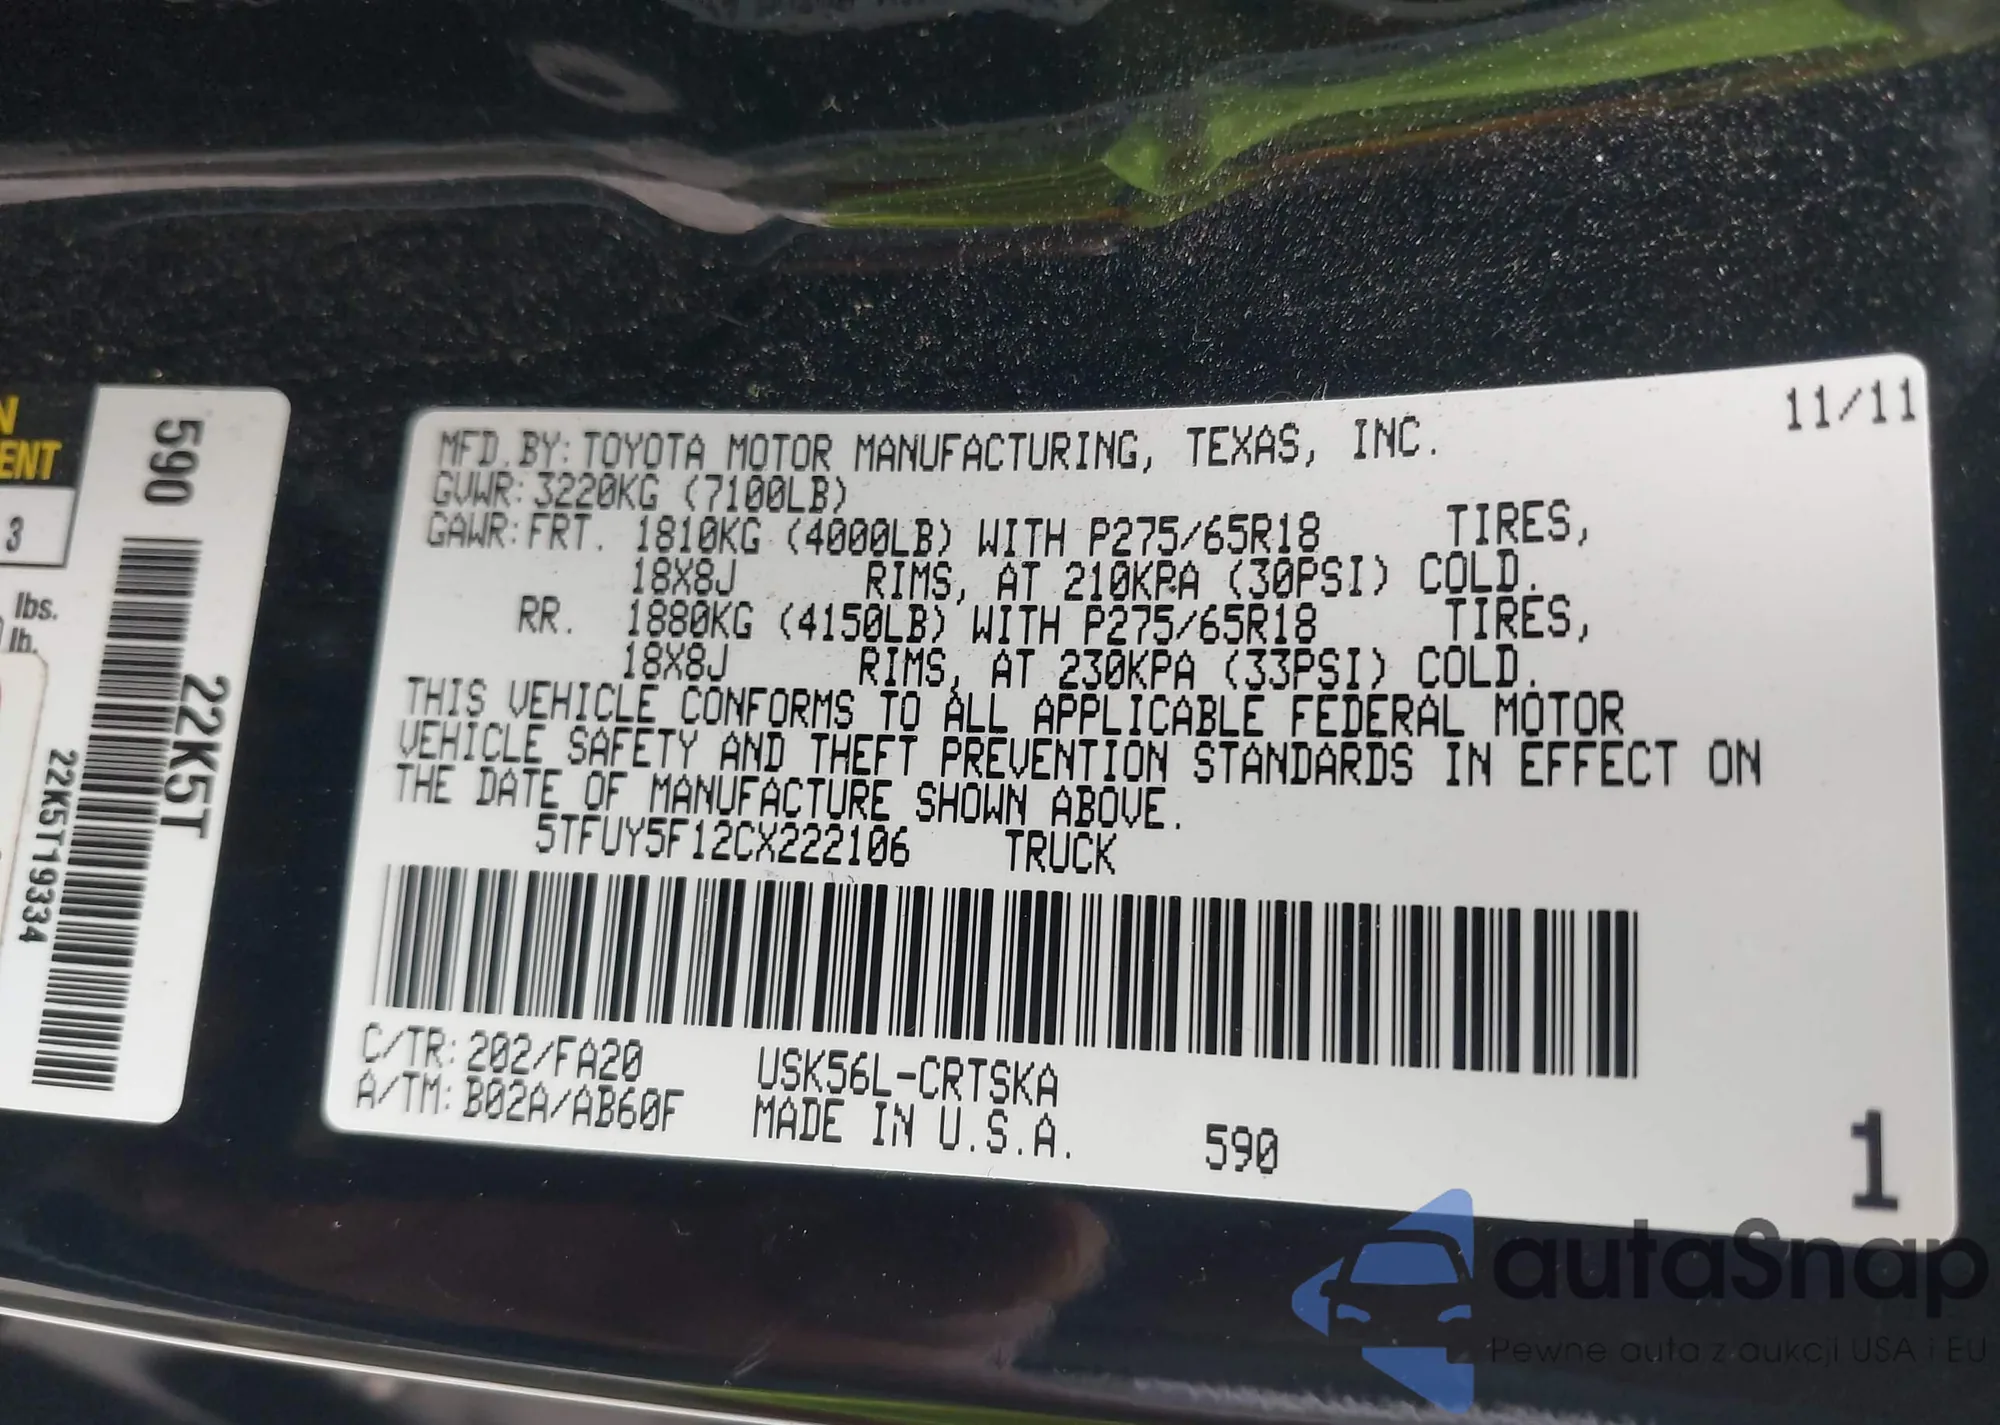 N
ENT
3
lbs.
lb.
590
22K5T
22K5T19334
11/11
MFD.BY:TOYOTA MOTOR MANUFACTURING, TEXAS, INC.
GVWR:3220KG (7100LB)
GAWR:FRT. 1810KG (4000LB) WITH P275/65R18 TIRES,
18X8J RIMS, AT 210KPA (30PSI) COLD.
RR. 1880KG (4150LB) WITH P275/65R18 TIRES,
18X8J RIMS, AT 230KPA (33PSI) COLD.
THIS VEHICLE CONFORMS TO ALL APPLICABLE FEDERAL MOTOR
VEHICLE SAFETY AND THEFT PREVENTION STANDARDS IN EFFECT ON
THE DATE OF MANUFACTURE SHOWN ABOVE.
5TFUY5F12CX222106 TRUCK
C/TR:202/FA20 USK56L-CRTSKA
A/TM:B02A/AB60F MADE IN U.S.A. 590
1
autaSnap
Pewne auta z aukcji USA i EU